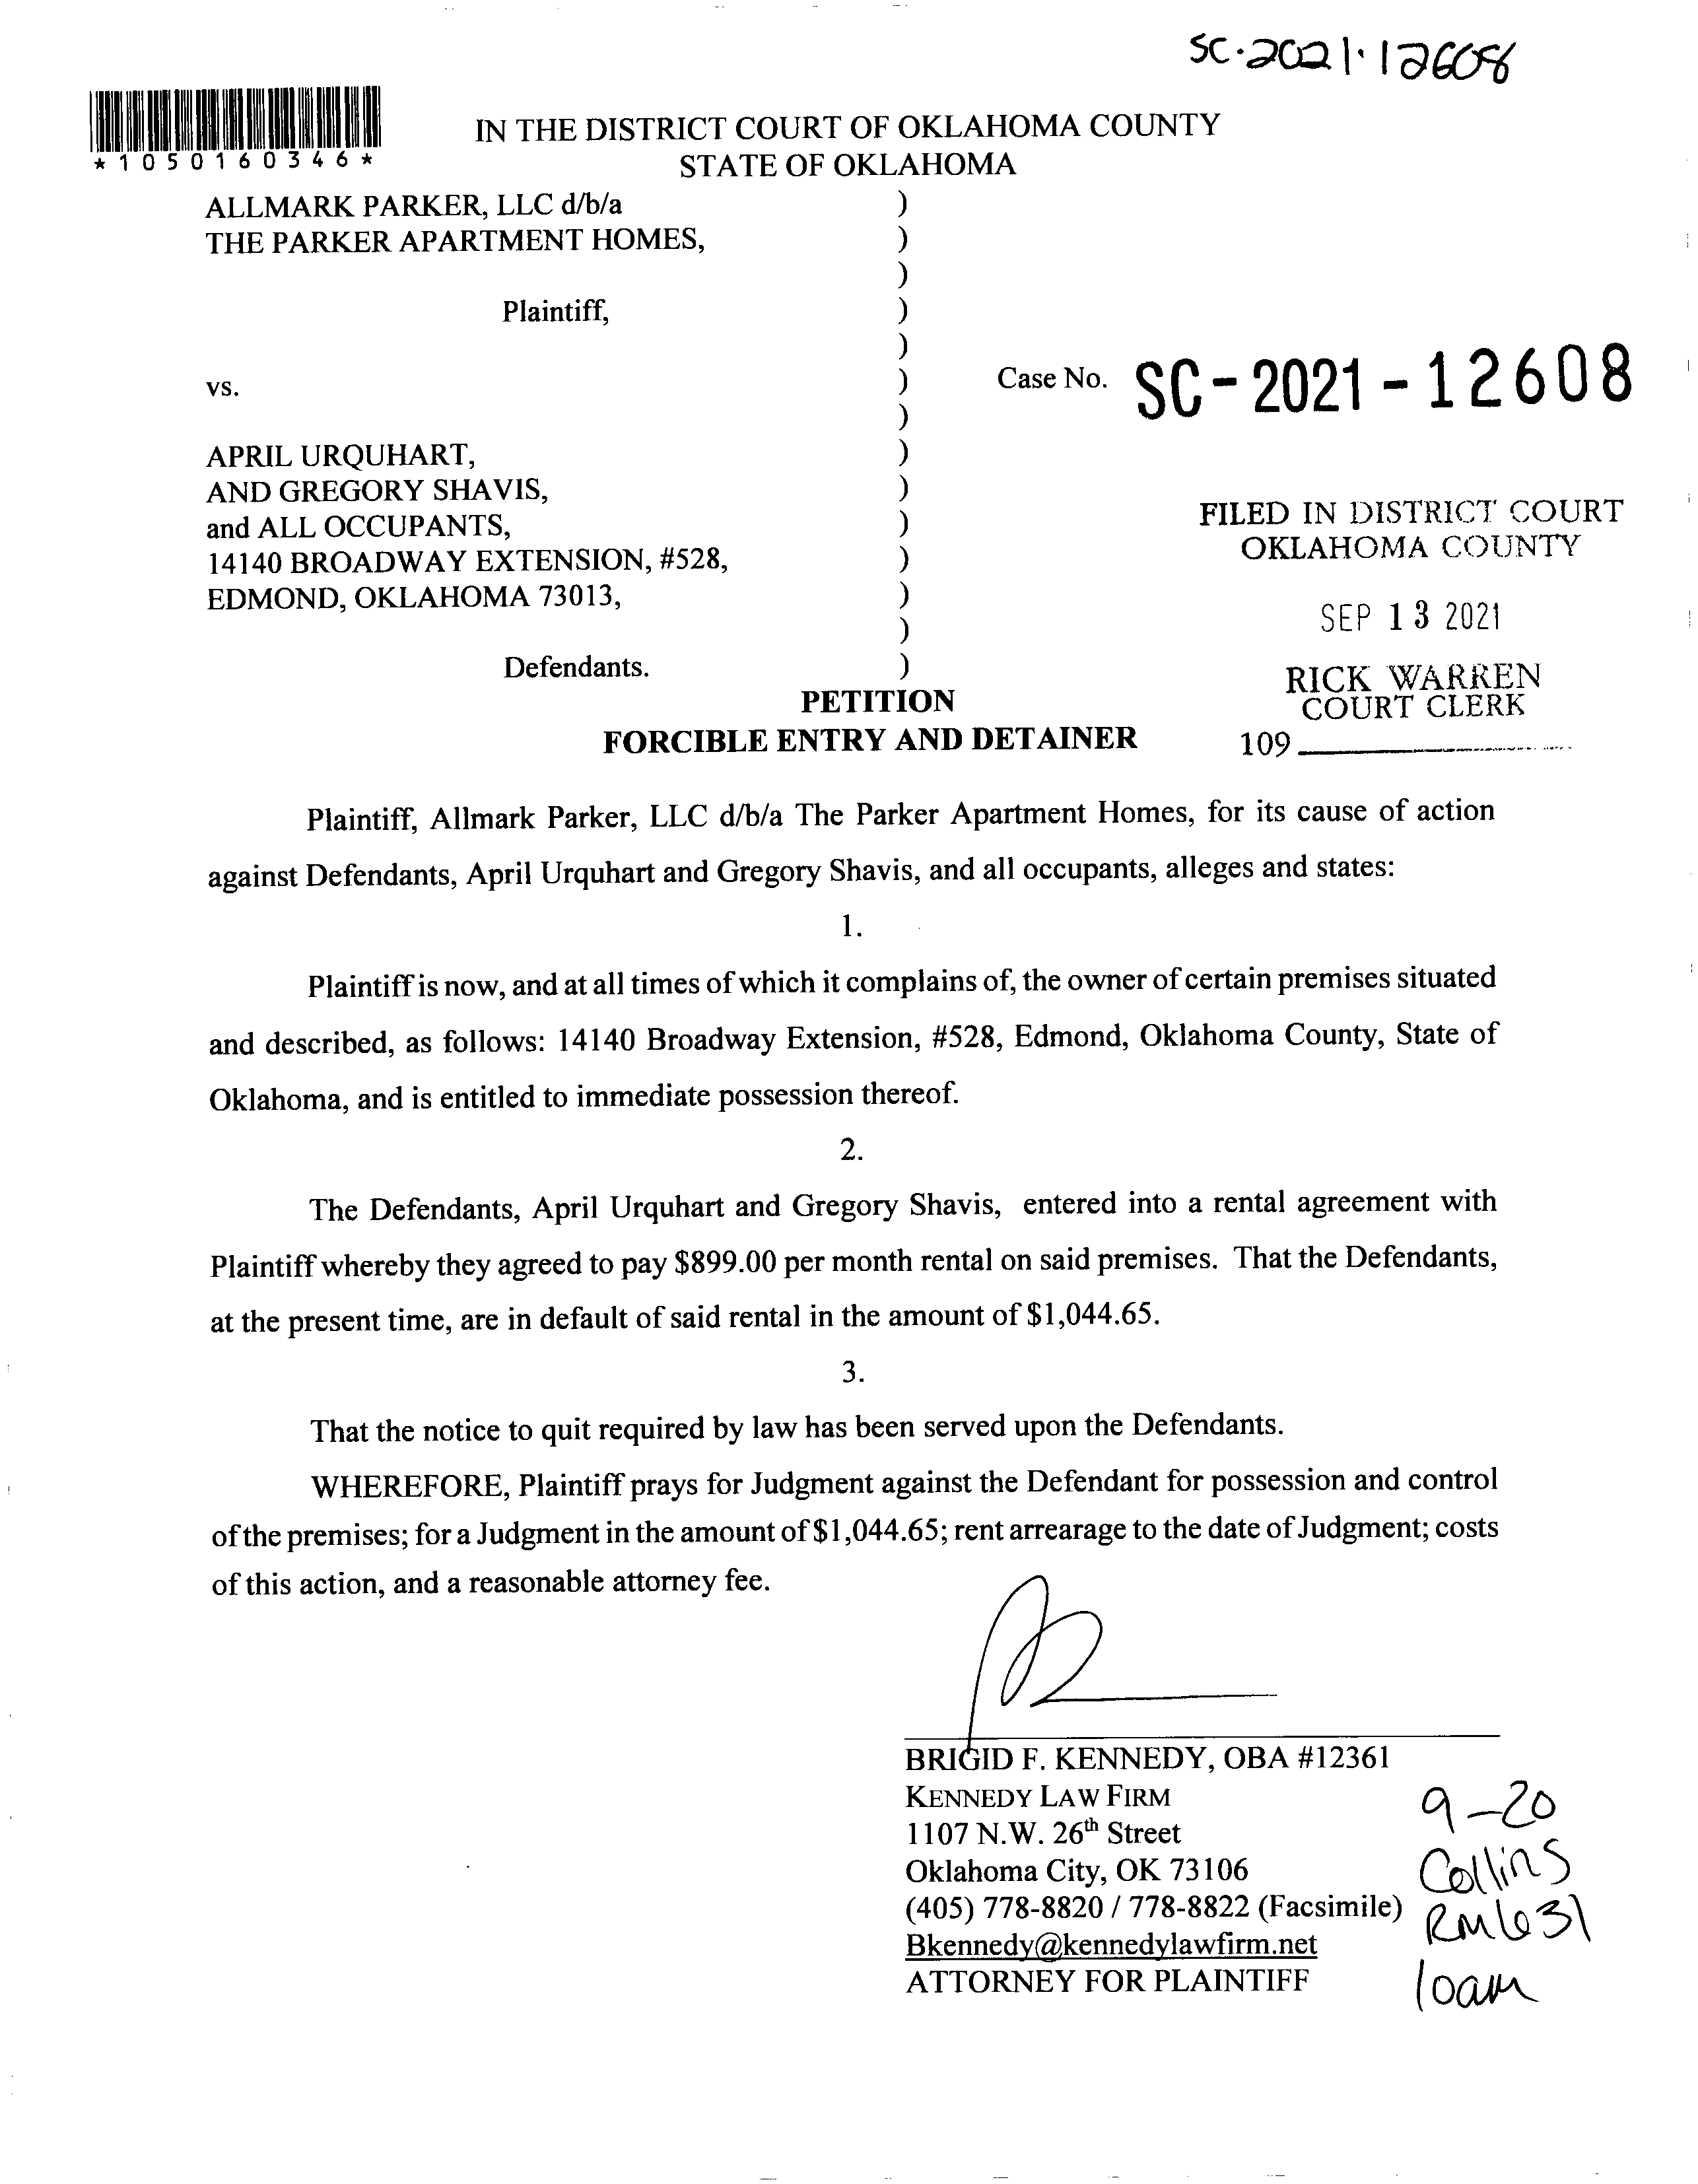 SC·2021·12608
*1050160346*
IN THE DISTRICT COURT OF OKLAHOMA COUNTY
STATE OF OKLAHOMA
ALLMARK PARKER, LLC d/b/a )
THE PARKER APARTMENT HOMES, )
)
Plaintiff, )
)
vs. ) Case No. SC-2021-12608
)
APRIL URQUHART, )
AND GREGORY SHAVIS, )
and ALL OCCUPANTS, )
14140 BROADWAY EXTENSION, #528, )
EDMOND, OKLAHOMA 73013, )
)
Defendants. )
FILED IN DISTRICT COURT
OKLAHOMA COUNTY
SEP 13 2021
RICK WARREN
COURT CLERK
109
PETITION
FORCIBLE ENTRY AND DETAINER
Plaintiff, Allmark Parker, LLC d/b/a The Parker Apartment Homes, for its cause of action
against Defendants, April Urquhart and Gregory Shavis, and all occupants, alleges and states:
1.
Plaintiff is now, and at all times of which it complains of, the owner of certain premises situated
and described, as follows: 14140 Broadway Extension, #528, Edmond, Oklahoma County, State of
Oklahoma, and is entitled to immediate possession thereof.
2.
The Defendants, April Urquhart and Gregory Shavis, entered into a rental agreement with
Plaintiff whereby they agreed to pay $899.00 per month rental on said premises. That the Defendants,
at the present time, are in default of said rental in the amount of $1,044.65.
3.
That the notice to quit required by law has been served upon the Defendants.
WHEREFORE, Plaintiff prays for Judgment against the Defendant for possession and control
of the premises; for a Judgment in the amount of $1,044.65; rent arrearage to the date of Judgment; costs
of this action, and a reasonable attorney fee.
BRIGID F. KENNEDY, OBA #12361
KENNEDY LAW FIRM
1107 N.W. 26th Street
Oklahoma City, OK 73106
(405) 778-8820 / 778-8822 (Facsimile)
Bkennedy@kennedylawfirm.net
ATTORNEY FOR PLAINTIFF
9-20
Collins
RM 631
10am